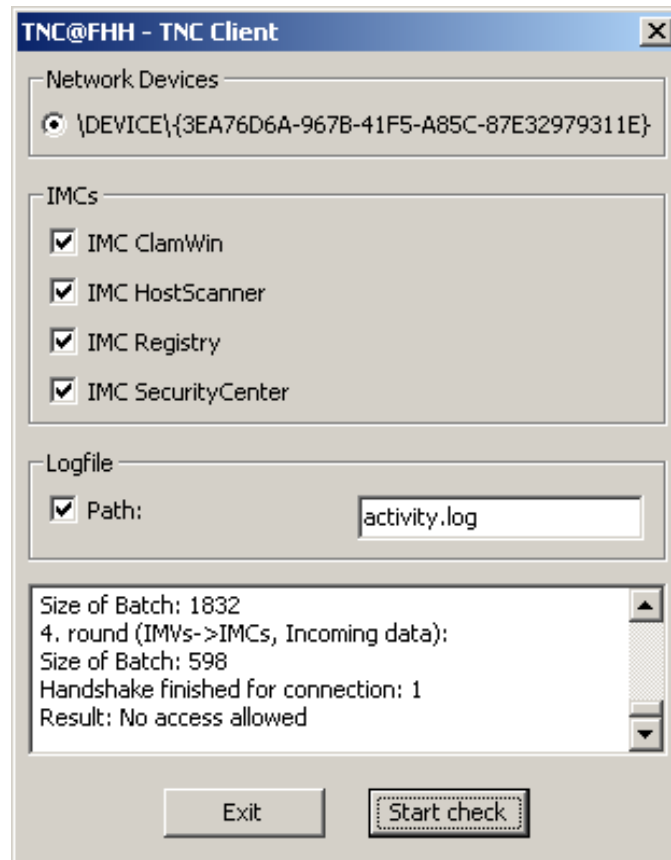 TNC@FHH - TNC Client
Network Devices
\DEVICE\{3EA76D6A-967B-41F5-A85C-87E32979311E}
IMCs
IMC ClamWin
IMC HostScanner
IMC Registry
IMC SecurityCenter
Logfile
Path: activity.log
Size of Batch: 1832
4. round (IMVs->IMCs, Incoming data):
Size of Batch: 598
Handshake finished for connection: 1
Result: No access allowed
Exit Start check